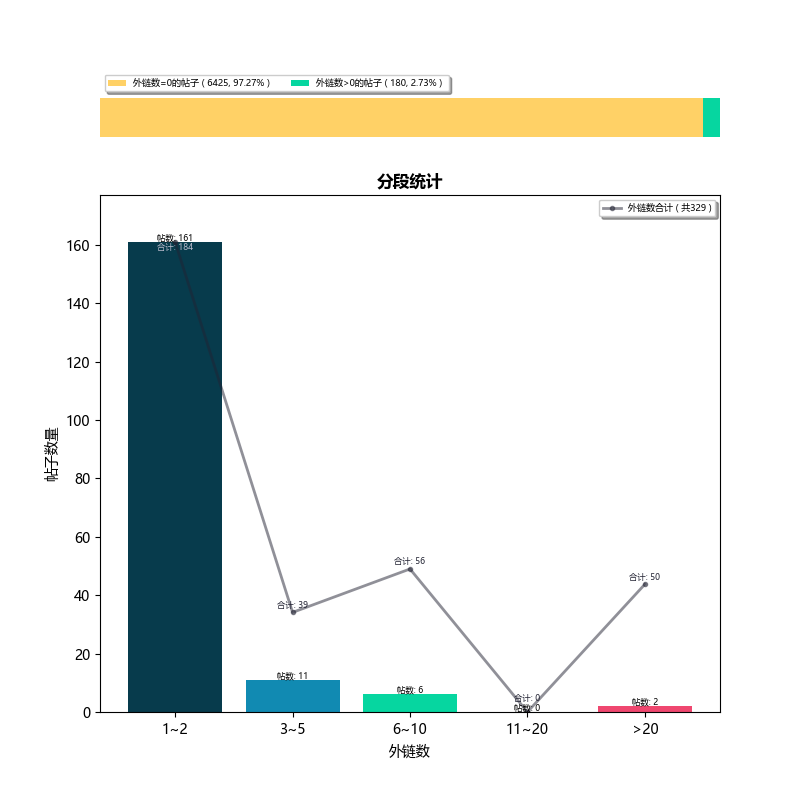 外链数=0的帖子 ( 6425, 97.27% )
外链数>0的帖子 ( 180, 2.73% )
分段统计
外链数合计 ( 共329 )
帖子数量
160
140
120
100
80
60
40
20
0
帖数: 161
合计: 184
合计: 39
帖数: 11
合计: 56
帖数: 6
合计: 0
帖数: 0
合计: 50
帖数: 2
1~2
3~5
6~10
11~20
>20
外链数